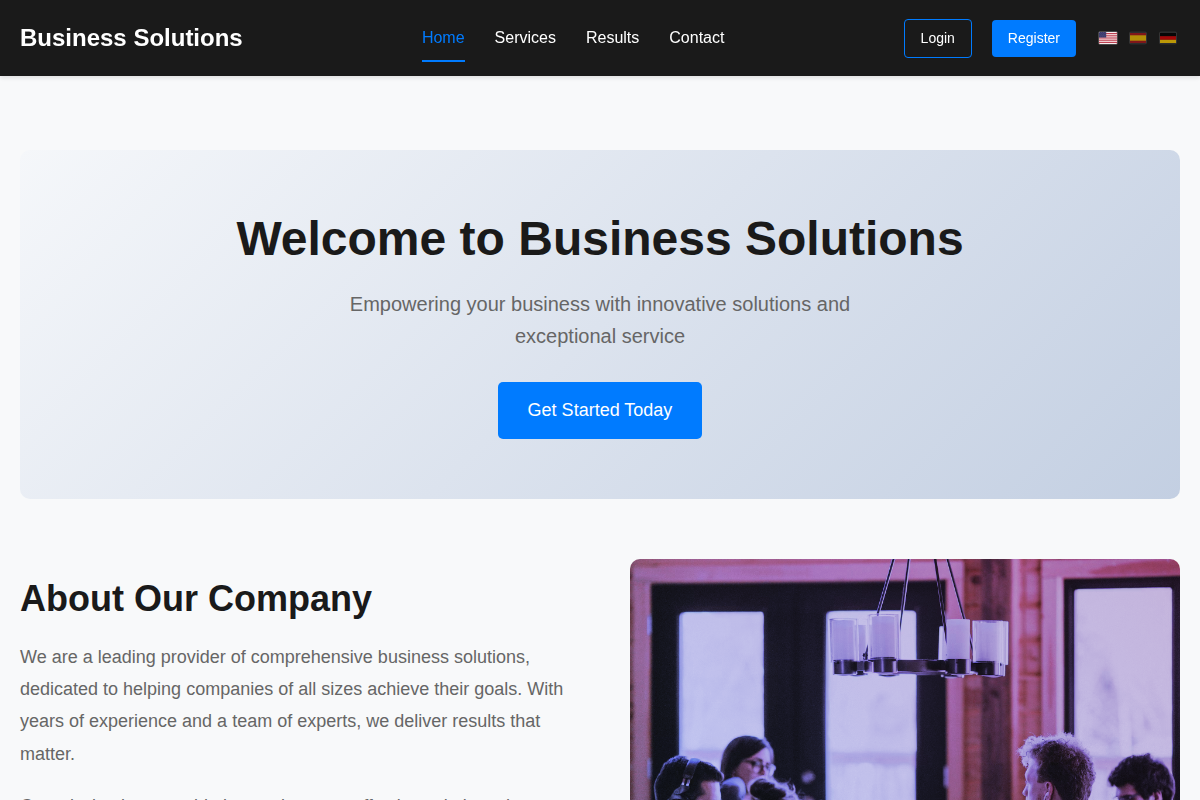 Business Solutions
Home Services Results Contact
Login Register
Welcome to Business Solutions
Empowering your business with innovative solutions and
exceptional service
Get Started Today
About Our Company
We are a leading provider of comprehensive business solutions,
dedicated to helping companies of all sizes achieve their goals. With
years of experience and a team of experts, we deliver results that
matter.